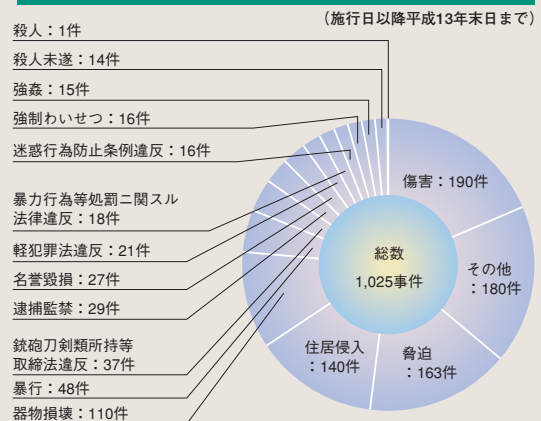 （施行日以降平成13年末日まで）
殺人：1件
殺人未遂：14件
強姦：15件
強制わいせつ：16件
迷惑行為防止条例違反：16件
暴力行為等処罰ニ関スル
法律違反：18件
軽犯罪法違反：21件
名誉毀損：27件
逮捕監禁：29件
銃砲刀剣類所持等
取締法違反：37件
暴行：48件
器物損壊：110件
傷害：190件
その他
：180件
脅迫
：163件
住居侵入
：140件
総数
1,025事件